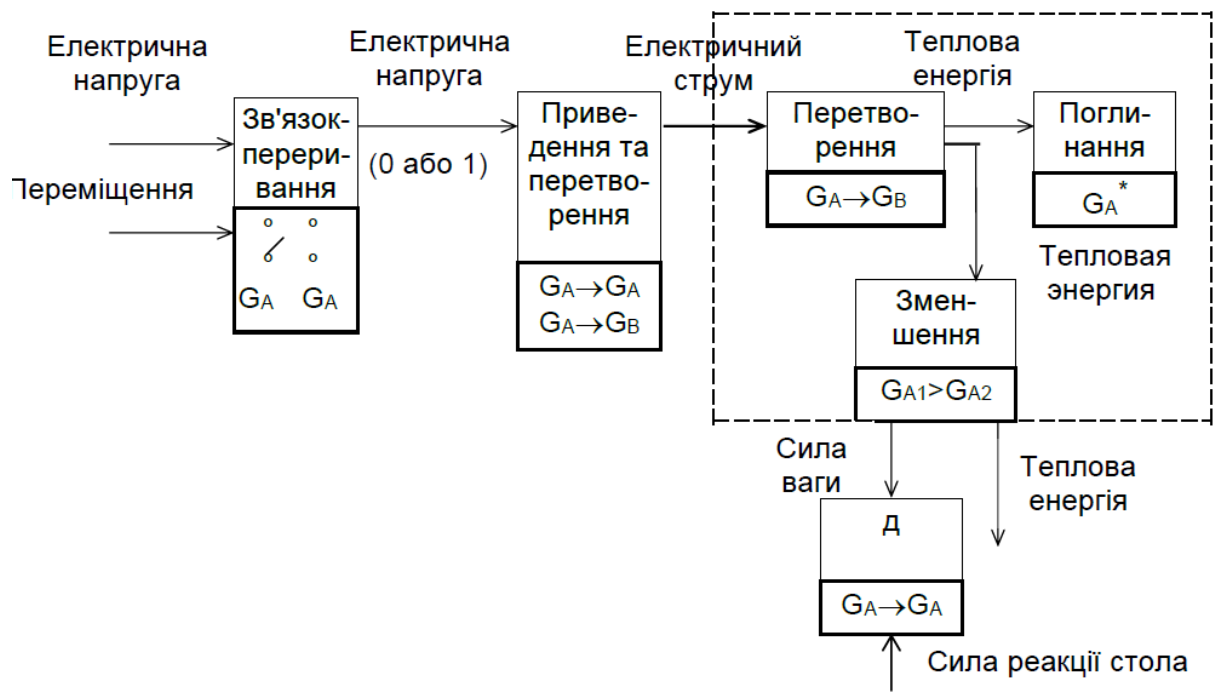 Електрична
напруга
Переміщення
Зв'язок-
перери-
вання
GA GA
Електрична
напруга
(0 або 1)
Приве-
дення та
перетво-
рення
GA→GA
GA→GB
Електричний
струм
Перетво-
рення
GA→GB
Теплова
енергія
Погли-
нання
GA*
Тепловая
энергия
Змен-
шення
GA1>GA2
Сила
ваги
Теплова
енергія
д
GA→GA
Сила реакції стола